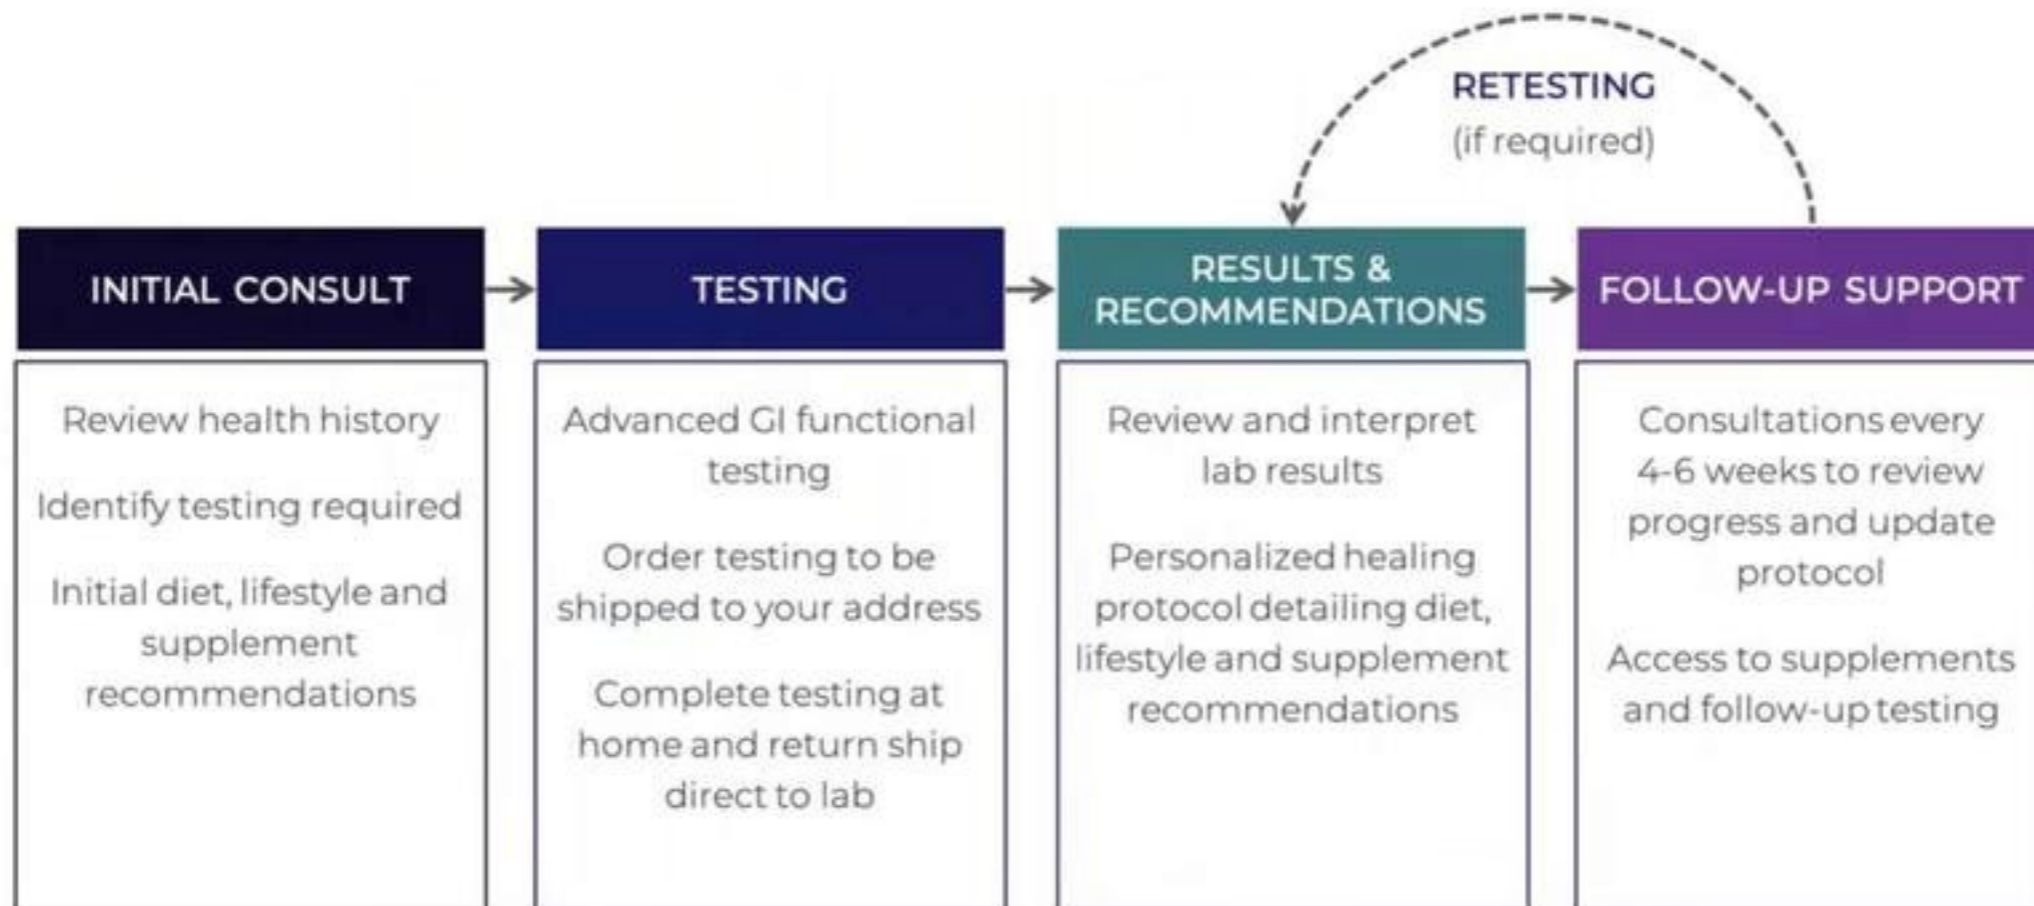 RETESTING
(if required)
INITIAL CONSULT
Review health history
Identify testing required
Initial diet, lifestyle and
supplement
recommendations
TESTING
Advanced GI functional
testing
Order testing to be
shipped to your address
Complete testing at
home and return ship
direct to lab
RESULTS &
RECOMMENDATIONS
Review and interpret
lab results
Personalized healing
protocol detailing diet,
lifestyle and supplement
recommendations
FOLLOW-UP SUPPORT
Consultations every
4-6 weeks to review
progress and update
protocol
Access to supplements
and follow-up testing